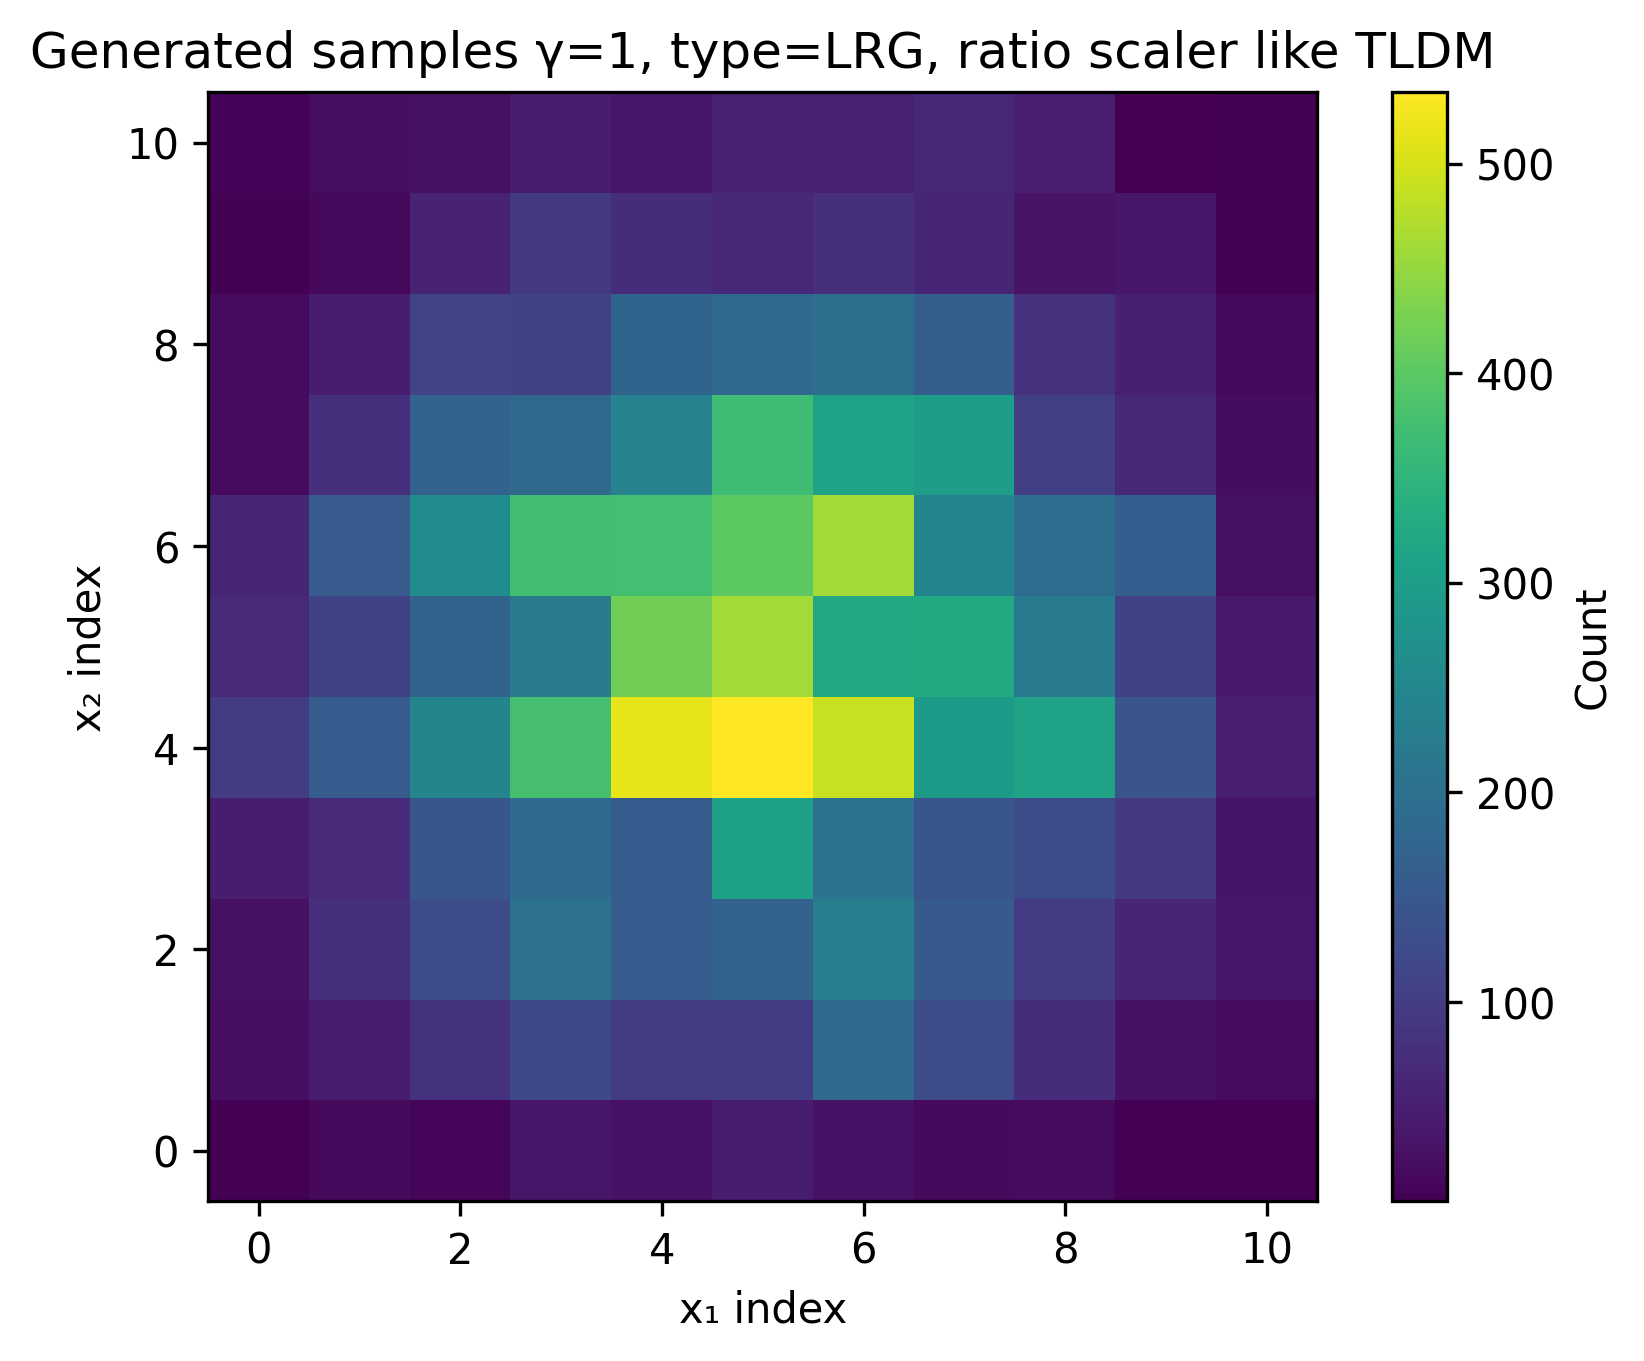 Generated samples γ=1, type=LRG, ratio scaler like TLDM
10
8
6
4
2
0
x₂ index
0 2 4 6 8 10
x₁ index
500
400
300
200
100
Count